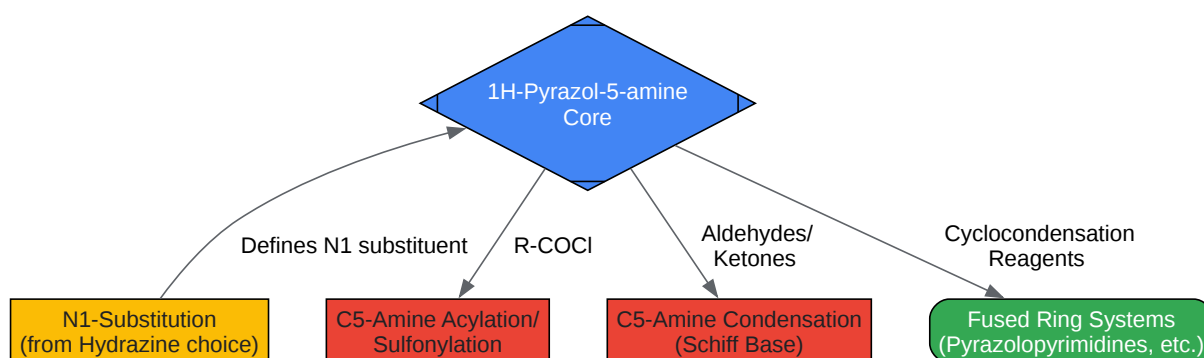 1H-Pyrazol-5-amine
Core
Defines N1 substituent
R-COCl
Aldehydes/
Ketones
Cyclocondensation
Reagents
N1-Substitution
(from Hydrazine choice)
C5-Amine Acylation/
Sulfonylation
C5-Amine Condensation
(Schiff Base)
Fused Ring Systems
(Pyrazolopyrimidines, etc.)